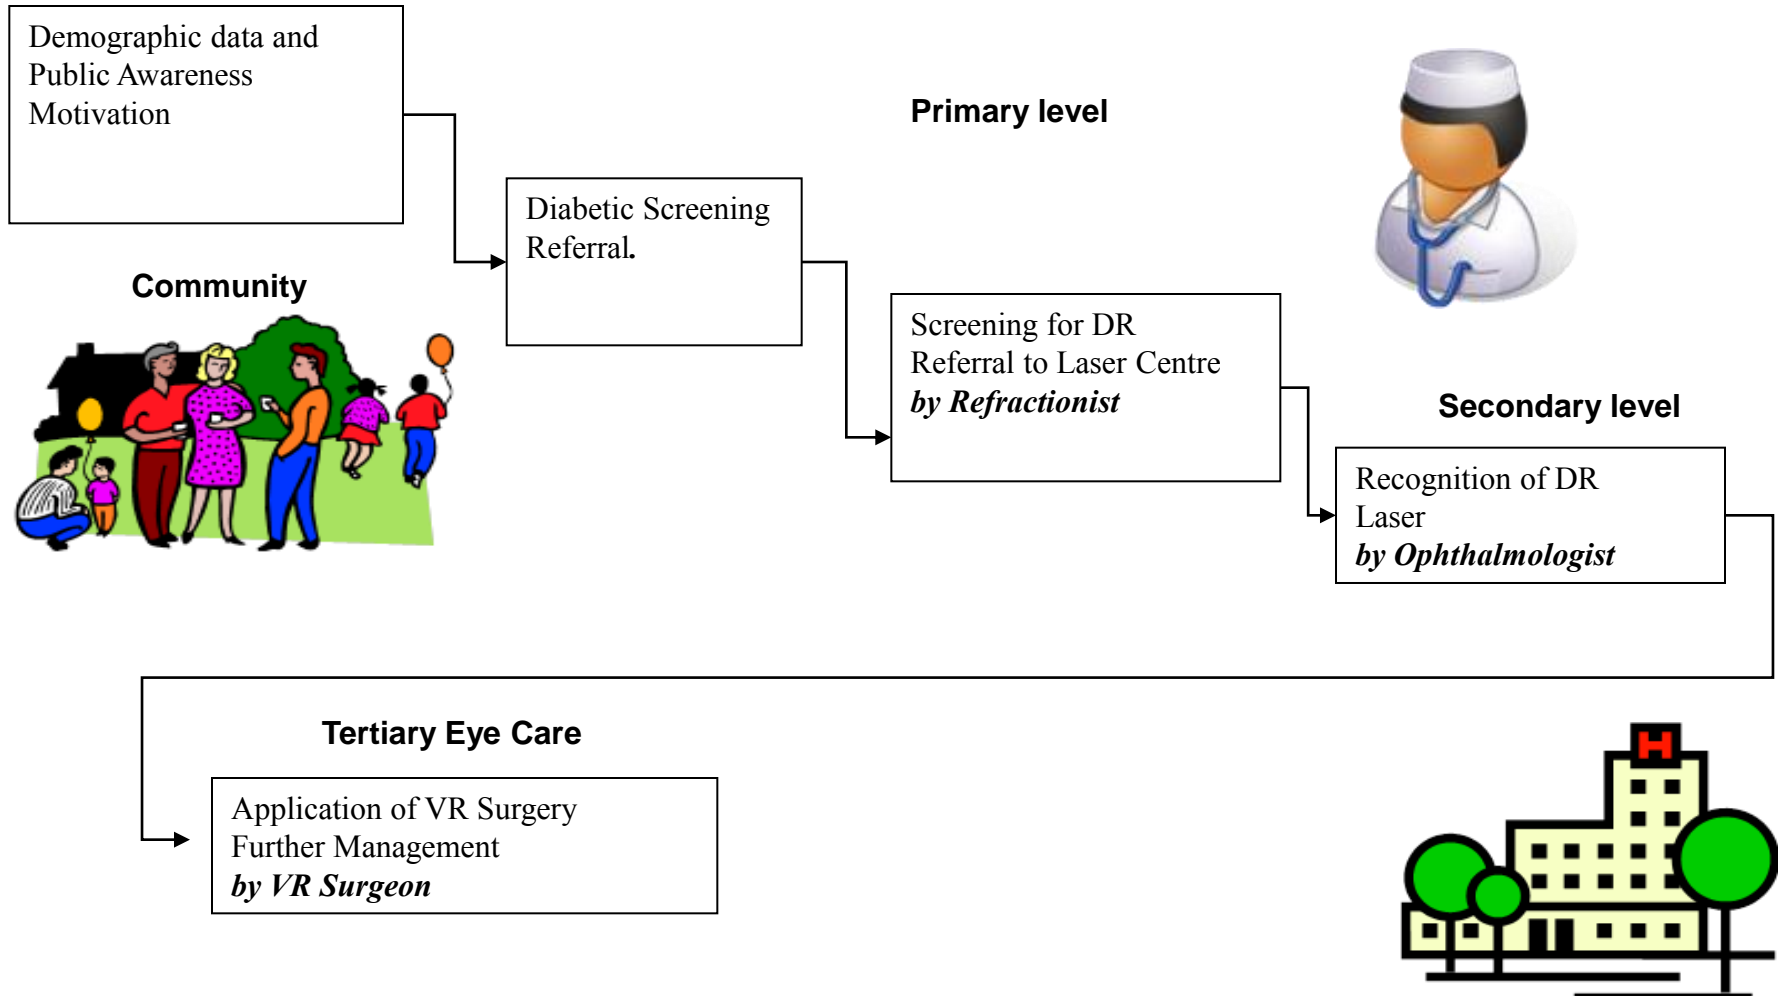 Demographic data and
Public Awareness
Motivation
Primary level
Diabetic Screening
Referral.
Community
Screening for DR
Referral to Laser Centre
by Refractionist
Secondary level
Recognition of DR
Laser
by Ophthalmologist
Tertiary Eye Care
Application of VR Surgery
Further Management
by VR Surgeon
H